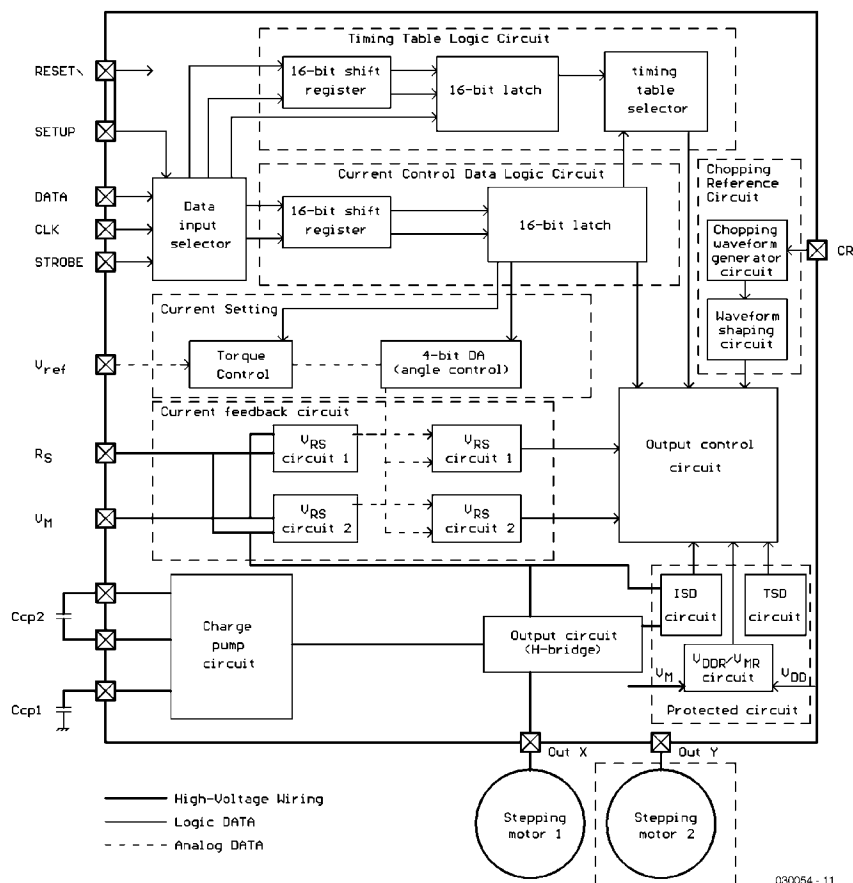 Timing Table Logic Circuit
RESET\
16-bit shift
register
16-bit latch
timing
table
selector
SETUP
Chopping
Reference
Circuit
Current Control Data Logic Circuit
DATA
CLK
STROBE
Data
input
selector
16-bit shift
register
16-bit latch
Chopping
waveform
generator
circuit
CR
Current Setting
Waveform
shaping
circuit
Vref
Torque
Control
4-bit DA
(angle control)
Current feedback circuit
RS
VRS
circuit 1
VRS
circuit 1
Output control
circuit
VM
VRS
circuit 2
VRS
circuit 2
Ccp2
Charge
pump
circuit
ISD
circuit
TSD
circuit
Output circuit
(H-bridge)
VDDR/VMR
circuit
VM
VDD
Ccp1
Protected circuit
Out X
Out Y
High-Voltage Wiring
Logic DATA
Analog DATA
Stepping
motor 1
Stepping
motor 2
030054 - 11